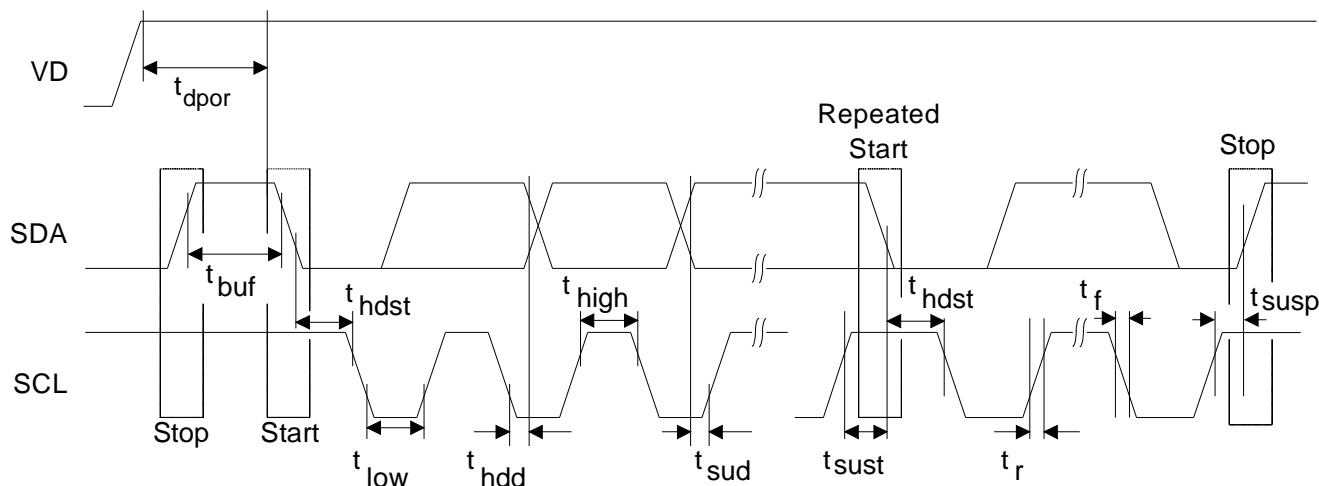 VD
t dpor
Repeated
Start
Stop
SDA
t buf
t hdst
t high
t hdst
t f
t susp
SCL
Stop
Start
t low
t hdd
t sud
t sust
t r